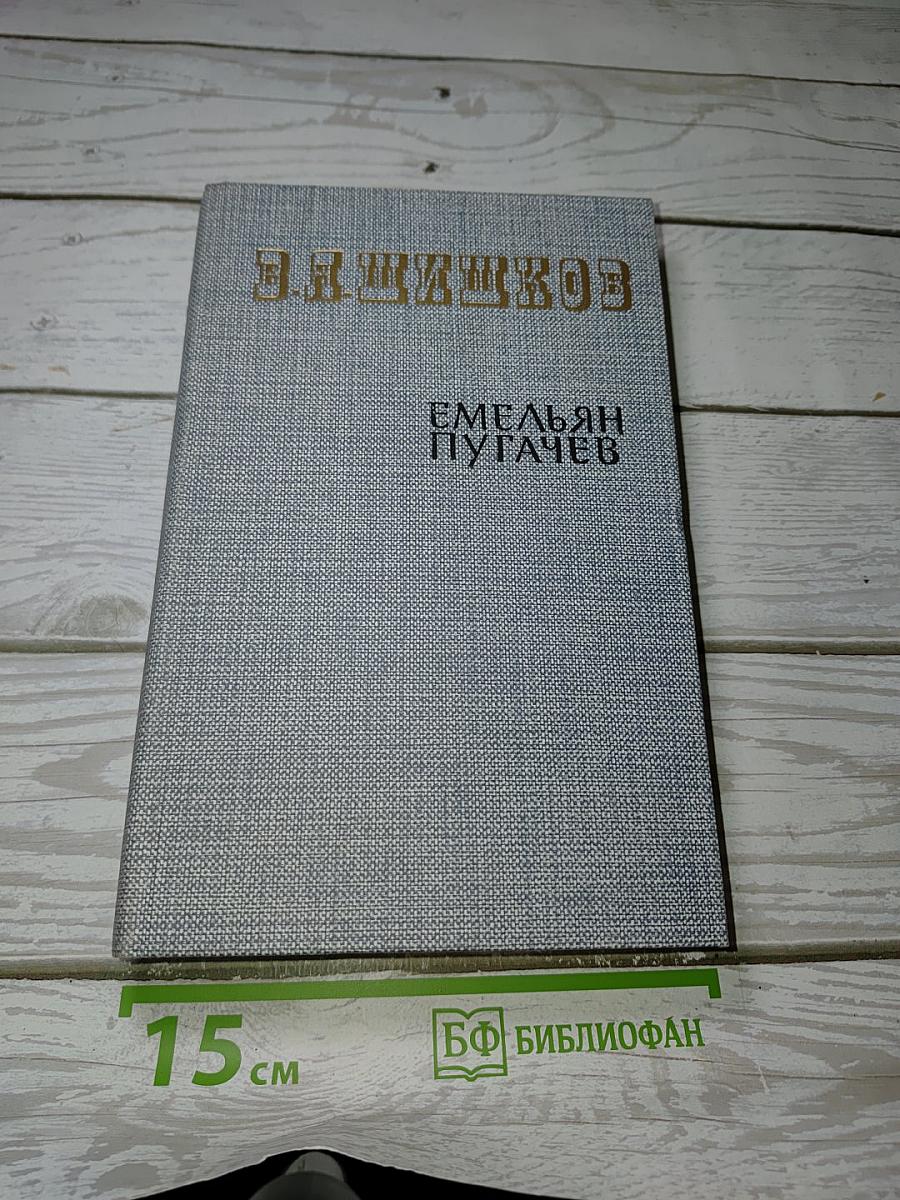 В.Я.ШИШКОВ
ЕМЕЛЬЯН
ПУГАЧЕВ
15 см
БФ БИБЛИОФАН